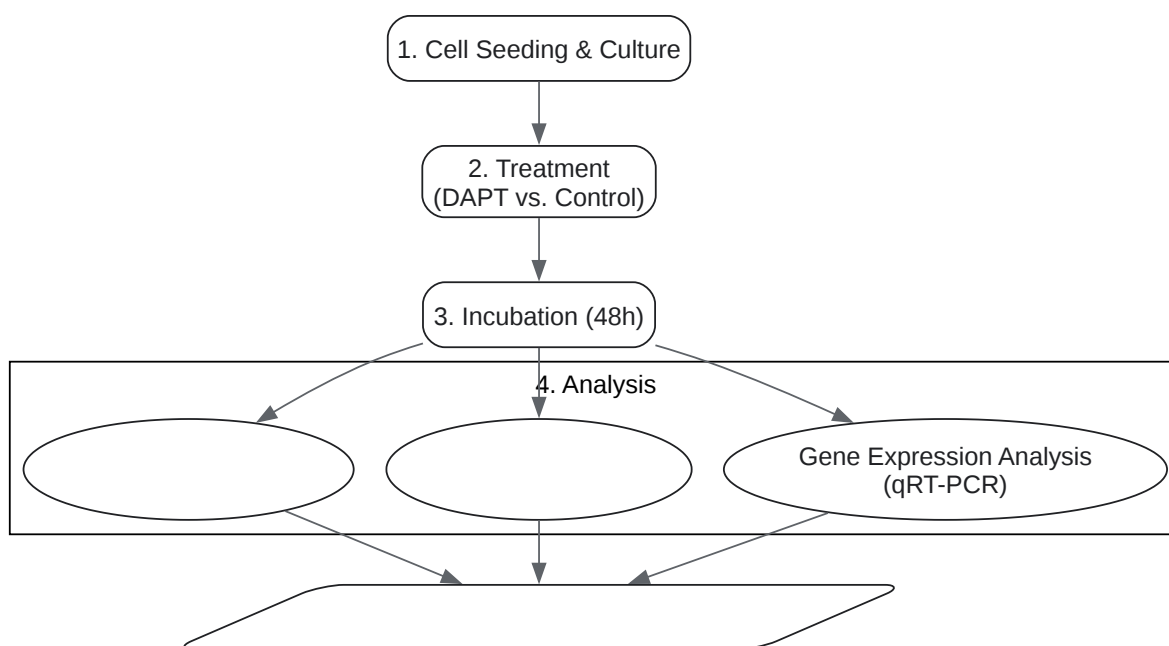 1. Cell Seeding & Culture
2. Treatment
(DAPT vs. Control)
3. Incubation (48h)
4. Analysis
Gene Expression Analysis
(qRT-PCR)